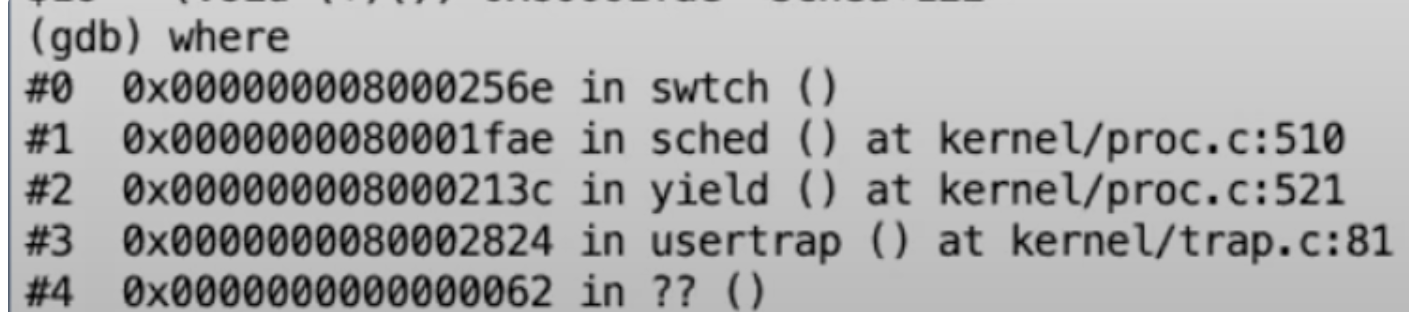 (gdb) where
#0  0x000000008000256e in swtch ()
#1  0x0000000080001fae in sched () at kernel/proc.c:510
#2  0x000000008000213c in yield () at kernel/proc.c:521
#3  0x0000000080002824 in usertrap () at kernel/trap.c:81
#4  0x0000000000000062 in ?? ()